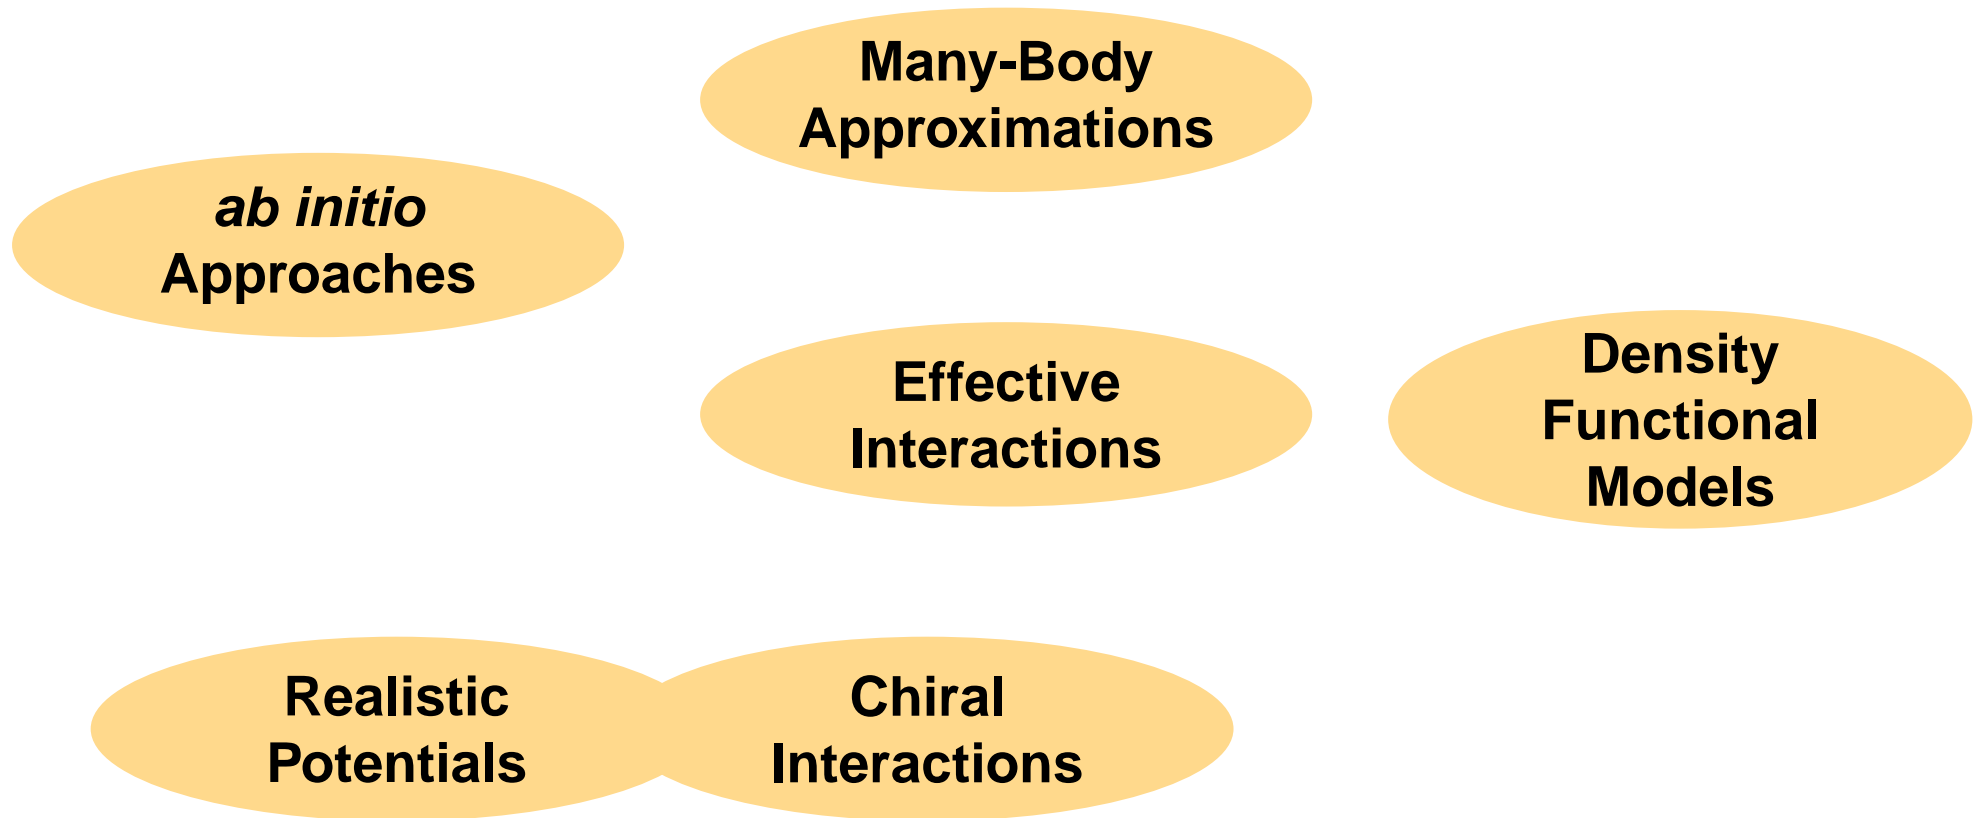 Many-Body
Approximations
ab initio
Approaches
Effective
Interactions
Density
Functional
Models
Realistic
Potentials
Chiral
Interactions